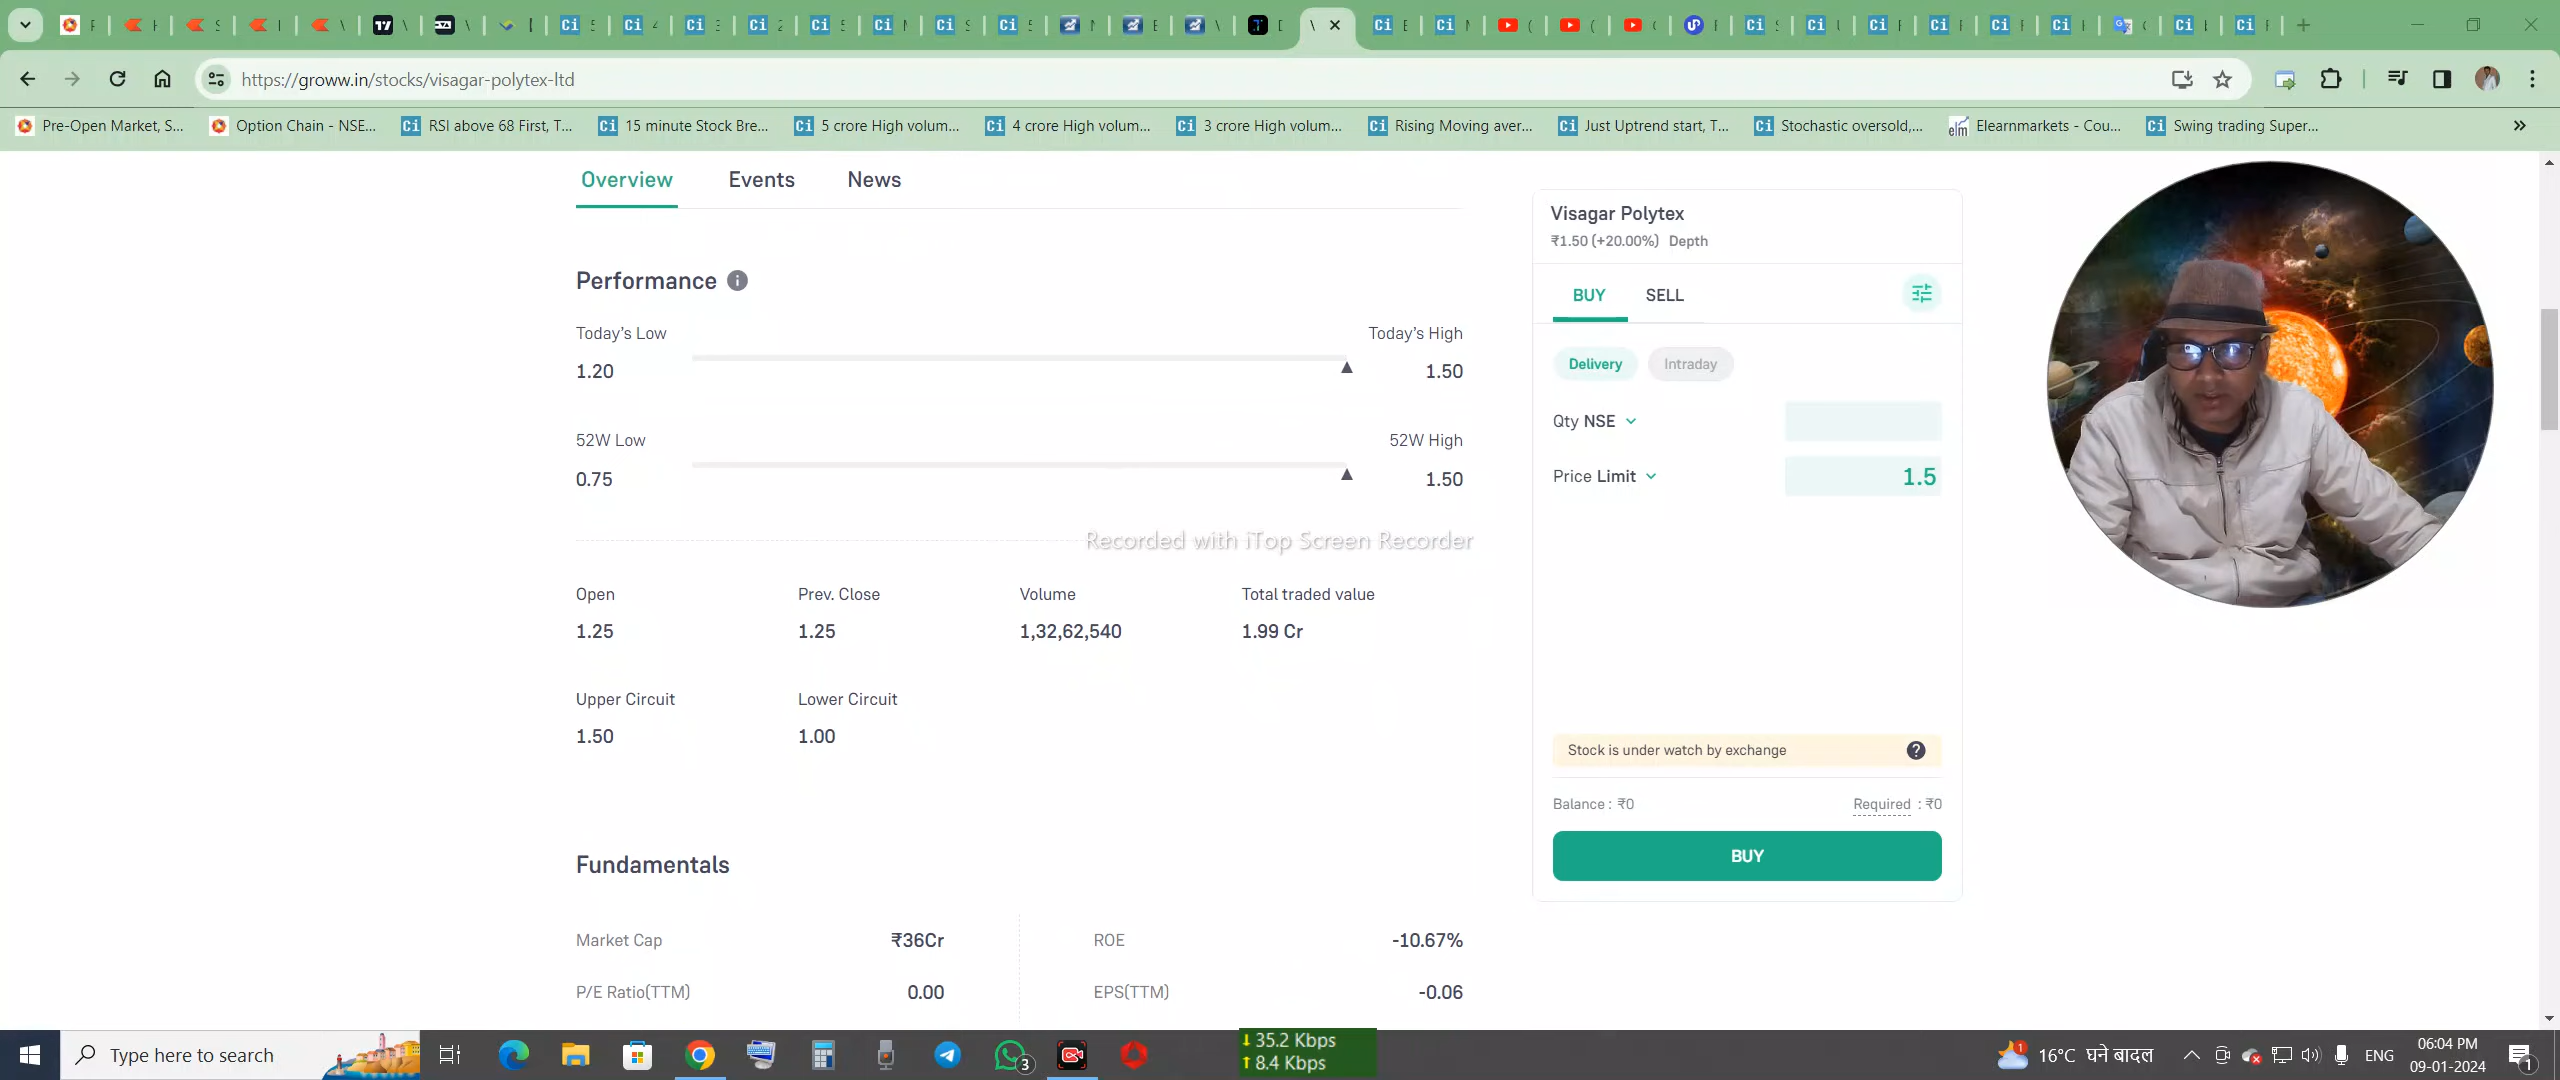 https://groww.in/stocks/visagar-polytex-ltd
Pre-Open Market, S...
Option Chain - NSE...
RSI above 68 First, T...
15 minute Stock Bre...
5 crore High volum...
4 crore High volum...
3 crore High volum...
Rising Moving aver...
Just Uptrend start, T...
Stochastic oversold,...
Elearnmarkets - Cou...
Swing trading Super...
Overview Events News
Performance
Today's Low Today's High
1.20 1.50
52W Low 52W High
0.75 1.50
Open Prev. Close Volume Total traded value
1.25 1.25 1,32,62,540 1.99 Cr
Upper Circuit Lower Circuit
1.50 1.00
Fundamentals
Market Cap ₹36Cr ROE -10.67%
P/E Ratio(TTM) 0.00 EPS(TTM) -0.06
Visagar Polytex
₹1.50 (+20.00%) Depth
BUY SELL
Delivery Intraday
Qty NSE
Price Limit 1.5
Stock is under watch by exchange
Balance : ₹0 Required : ₹0
BUY
Recorded with iTop Screen Recorder
Type here to search
3
35.2 Kbps
8.4 Kbps
1
16°C घने बादल
ENG
06:04 PM
09-01-2024
1